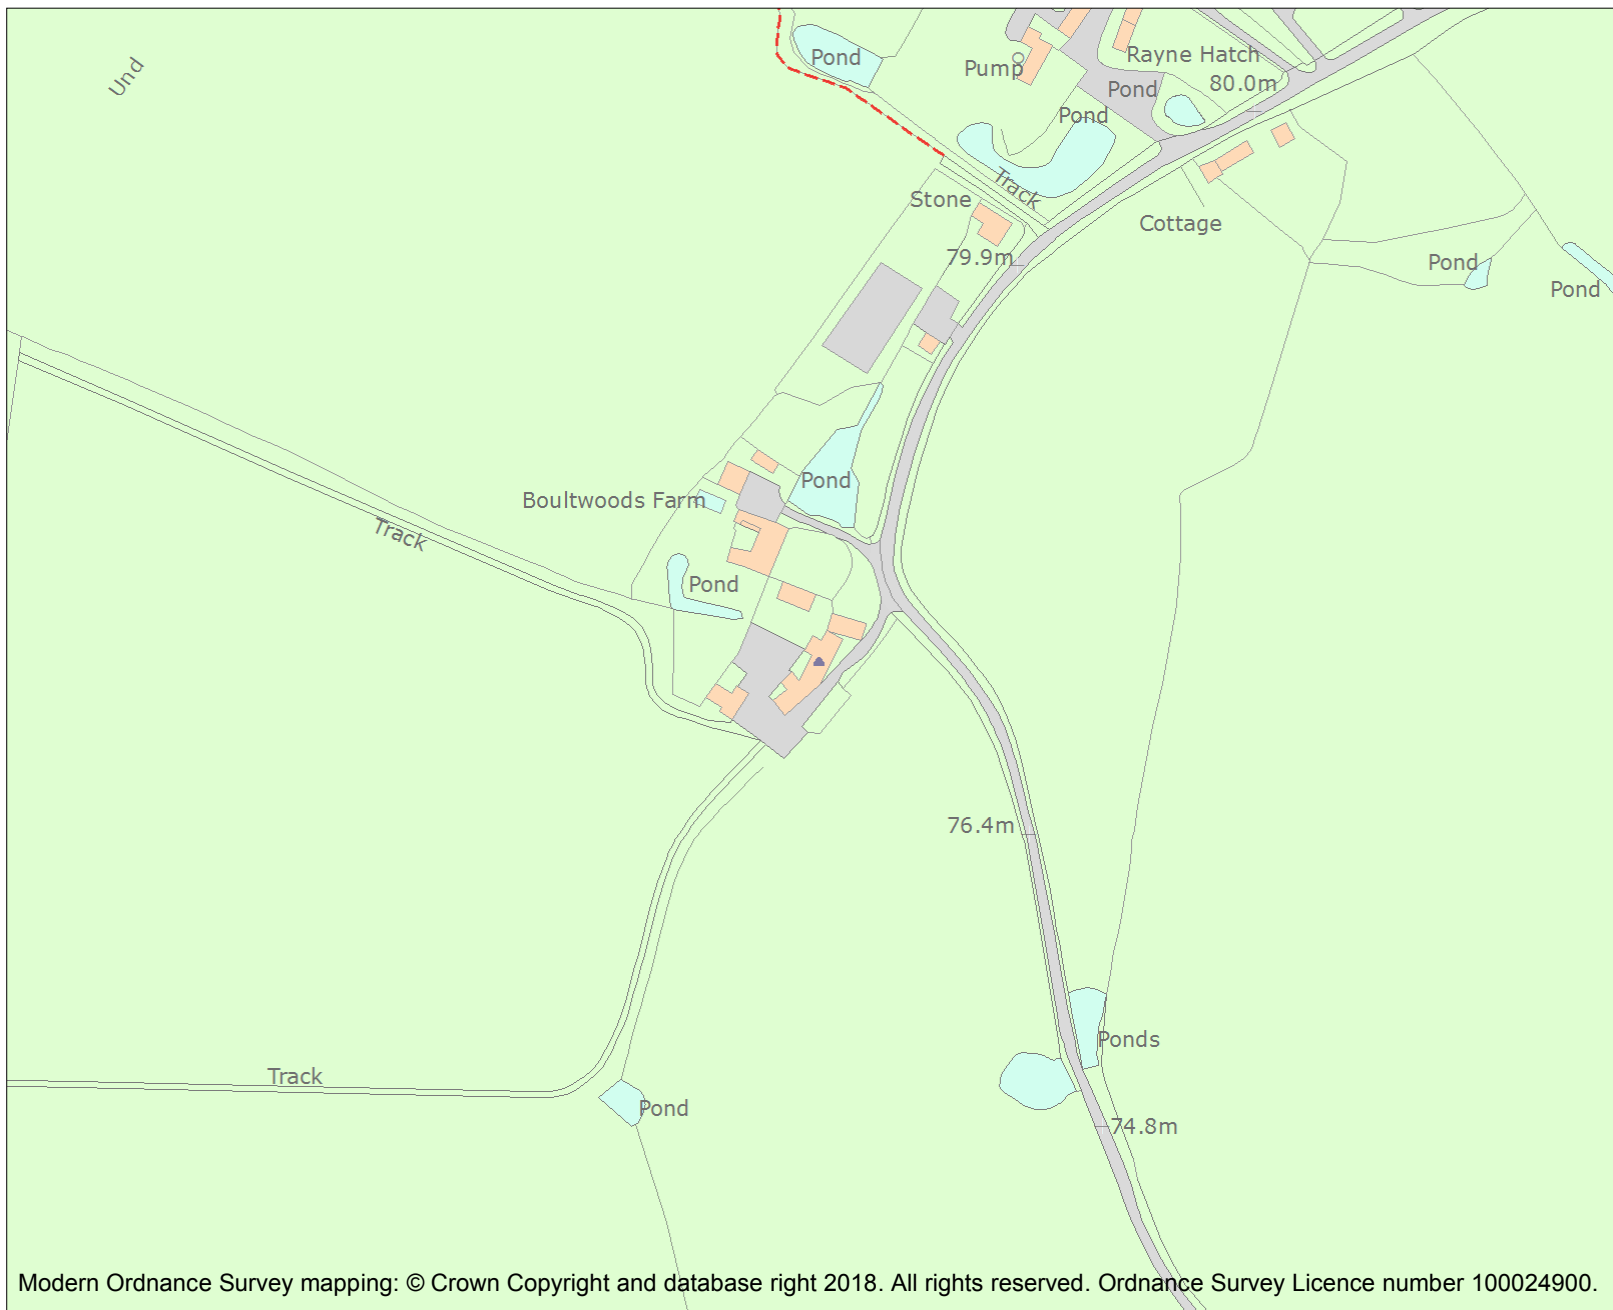 Und
Pond
Pump
Rayne Hatch
80.0m
Pond
Pond
Track
Stone
Cottage
79.9m
Pond
Pond
Pond
Boultwoods Farm
Track
Pond
76.4m
Ponds
Track
Pond
74.8m
Modern Ordnance Survey mapping: © Crown Copyright and database right 2018. All rights reserved. Ordnance Survey Licence number 100024900.